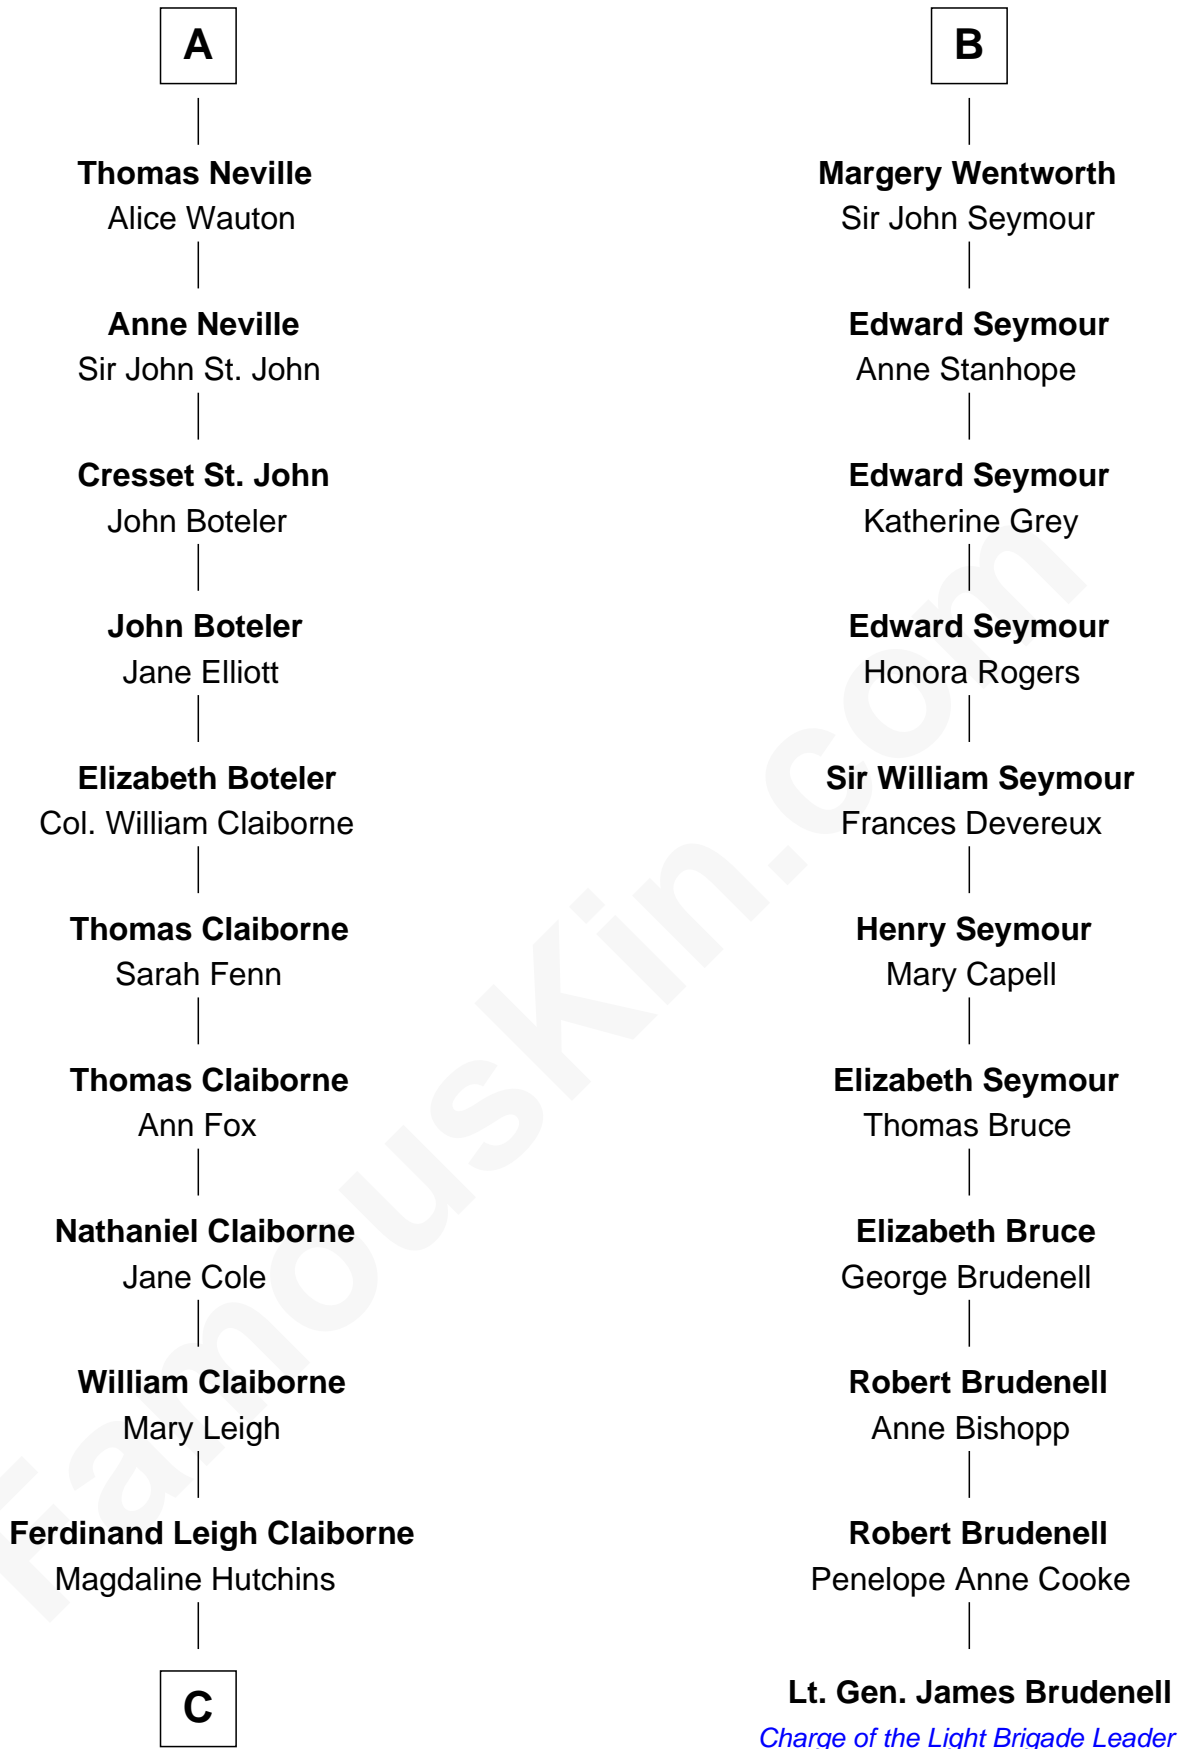 A
Thomas Neville
Alice Wauton
Anne Neville
Sir John St. John
Cresset St. John
John Boteler
John Boteler
Jane Elliott
Elizabeth Boteler
Col. William Claiborne
Thomas Claiborne
Sarah Fenn
Thomas Claiborne
Ann Fox
Nathaniel Claiborne
Jane Cole
William Claiborne
Mary Leigh
Ferdinand Leigh Claiborne
Magdaline Hutchins
C
B
Margery Wentworth
Sir John Seymour
Edward Seymour
Anne Stanhope
Edward Seymour
Katherine Grey
Edward Seymour
Honora Rogers
Sir William Seymour
Frances Devereux
Henry Seymour
Mary Capell
Elizabeth Seymour
Thomas Bruce
Elizabeth Bruce
George Brudenell
Robert Brudenell
Anne Bishopp
Robert Brudenell
Penelope Anne Cooke
Lt. Gen. James Brudenell
Charge of the Light Brigade Leader
FamousKin.com